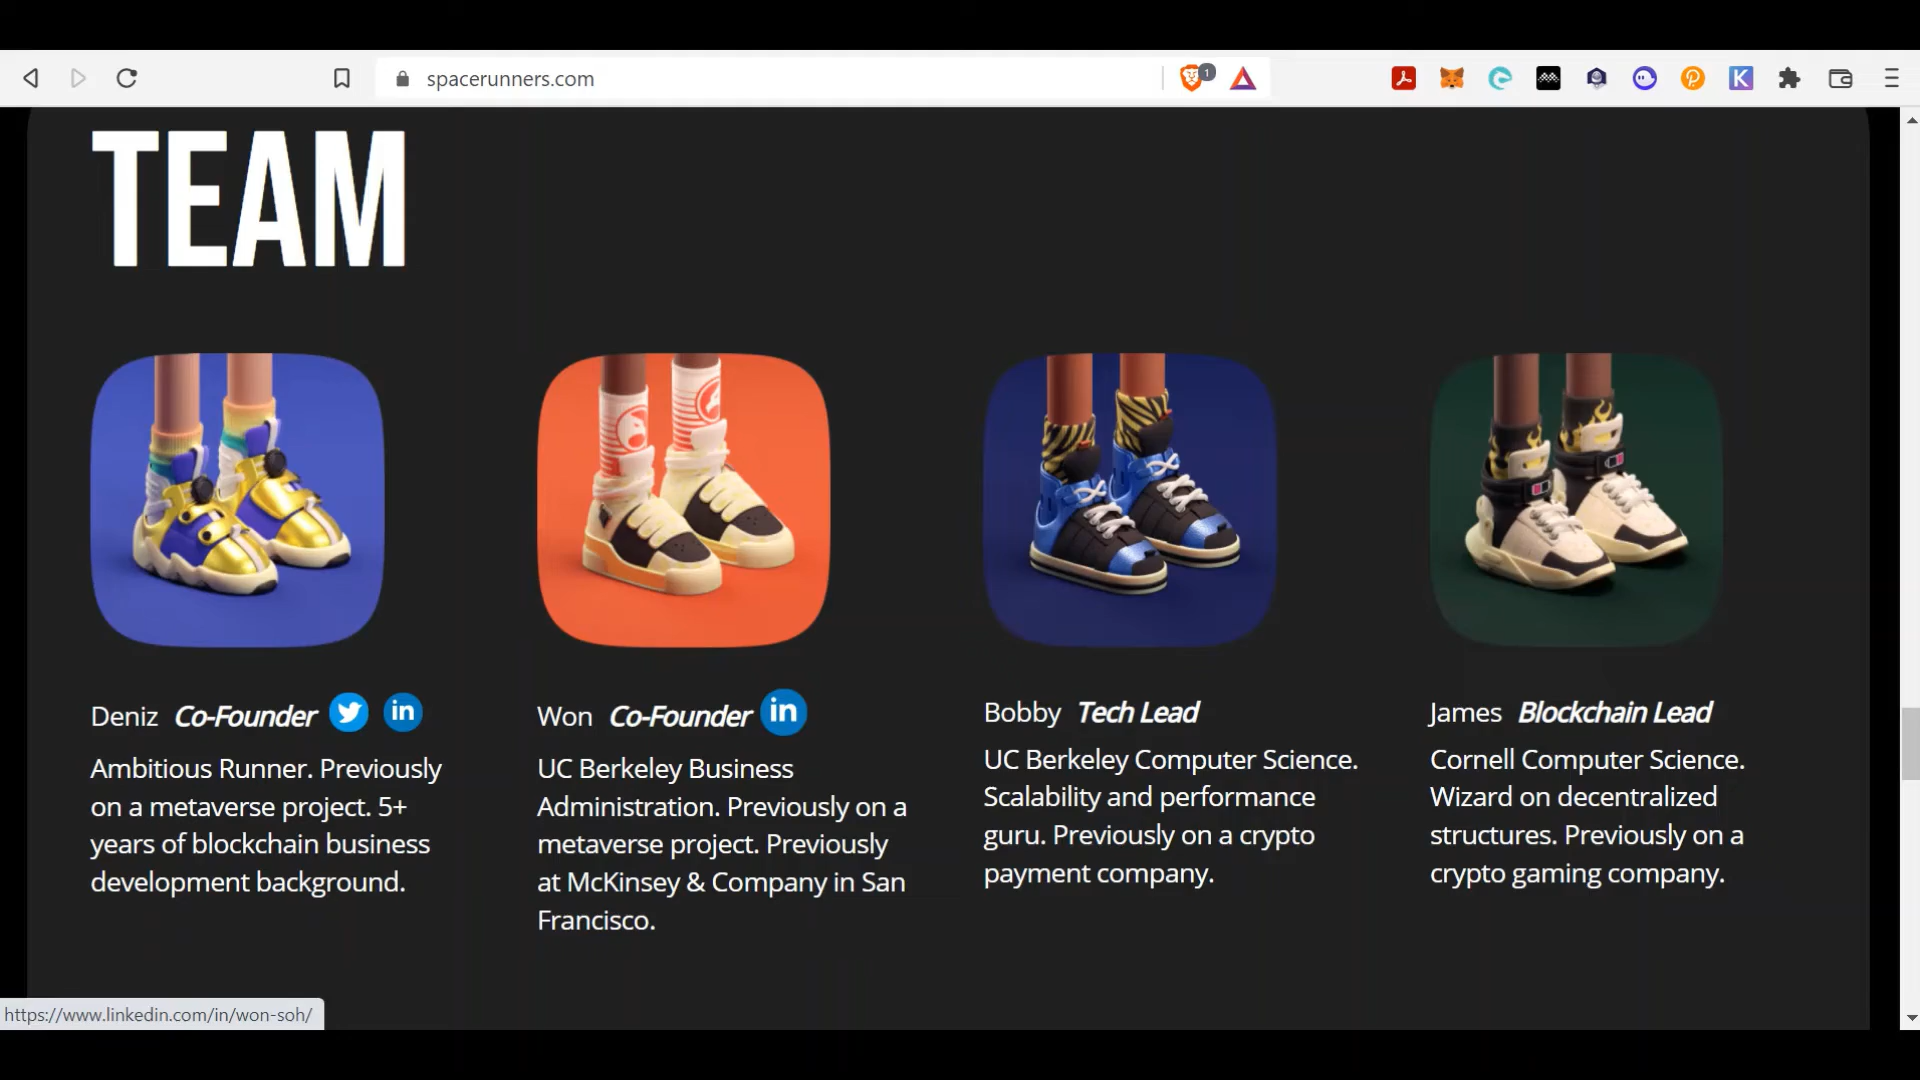 spacerunners.com
1
TEAM
Deniz Co-Founder in
Ambitious Runner. Previously
on a metaverse project. 5+
years of blockchain business
development background.
Won Co-Founder in
UC Berkeley Business
Administration. Previously on a
metaverse project. Previously
at McKinsey & Company in San
Francisco.
Bobby Tech Lead
UC Berkeley Computer Science.
Scalability and performance
guru. Previously on a crypto
payment company.
James Blockchain Lead
Cornell Computer Science.
Wizard on decentralized
structures. Previously on a
crypto gaming company.
https://www.linkedin.com/in/won-soh/